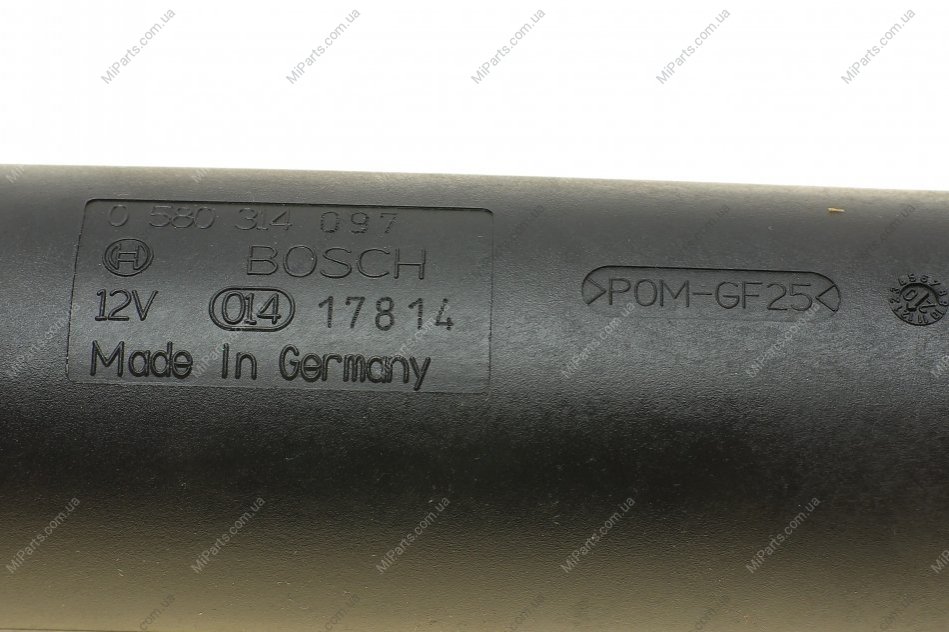 0 580 314 097
BOSCH
12V 014 17814
Made In Germany
>POM-GF25<
MiParts.com.ua